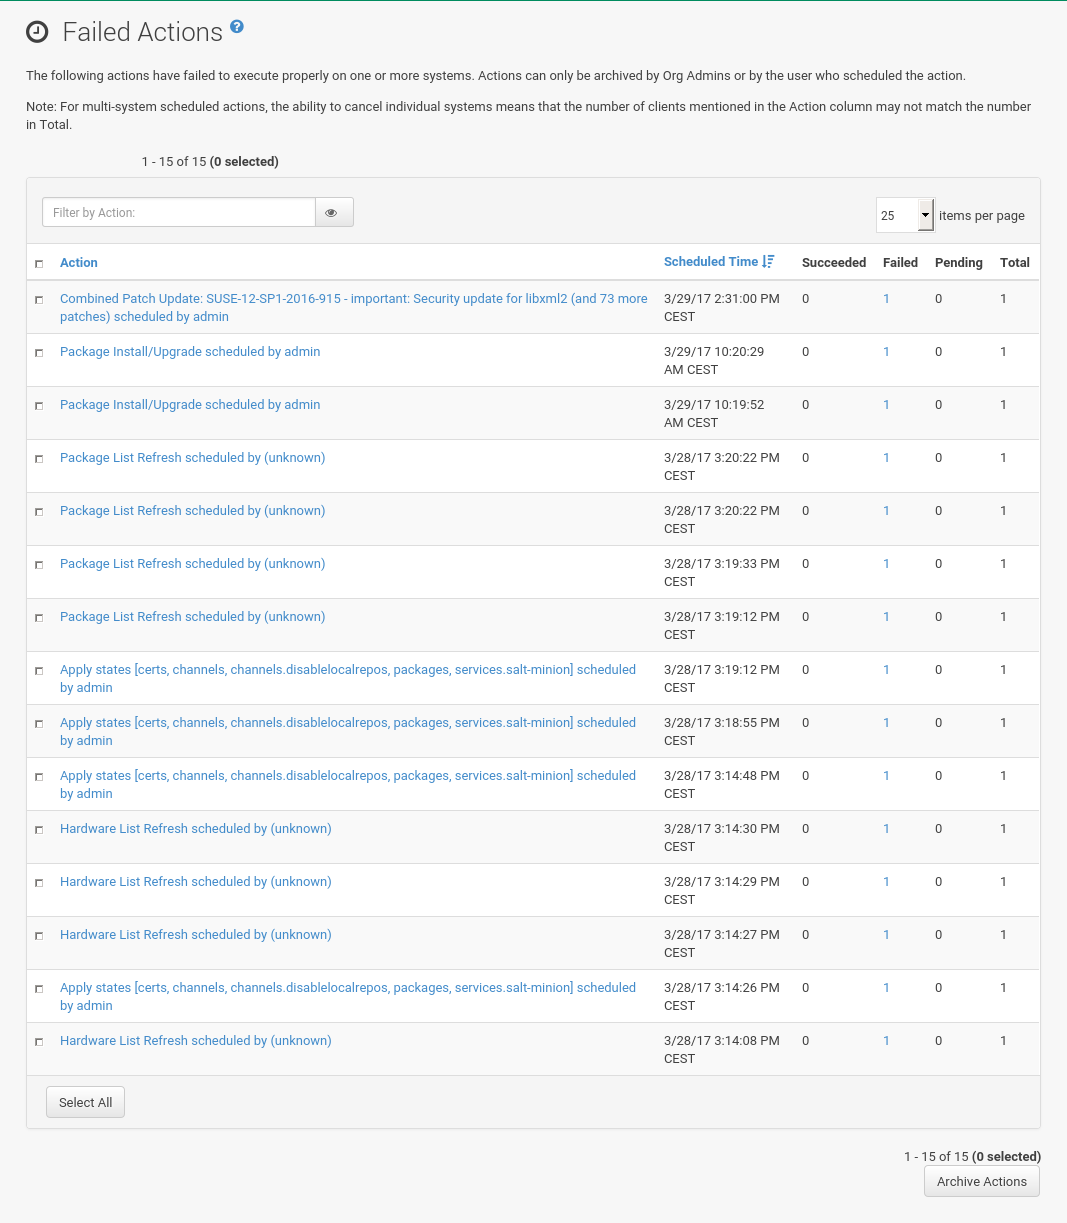 Failed Actions ?
The following actions have failed to execute properly on one or more systems. Actions can only be archived by Org Admins or by the user who scheduled the action.
Note: For multi-system scheduled actions, the ability to cancel individual systems means that the number of clients mentioned in the Action column may not match the number
in Total.
1 - 15 of 15 (0 selected)
Filter by Action: 25 items per page
Action Scheduled Time Succeeded Failed Pending Total
Combined Patch Update: SUSE-12-SP1-2016-915 - important: Security update for libxml2 (and 73 more 3/29/17 2:31:00 PM 0 1 0 1
patches) scheduled by admin CEST
Package Install/Upgrade scheduled by admin 3/29/17 10:20:29 0 1 0 1
AM CEST
Package Install/Upgrade scheduled by admin 3/29/17 10:19:52 0 1 0 1
AM CEST
Package List Refresh scheduled by (unknown) 3/28/17 3:20:22 PM 0 1 0 1
CEST
Package List Refresh scheduled by (unknown) 3/28/17 3:20:22 PM 0 1 0 1
CEST
Package List Refresh scheduled by (unknown) 3/28/17 3:19:33 PM 0 1 0 1
CEST
Package List Refresh scheduled by (unknown) 3/28/17 3:19:12 PM 0 1 0 1
CEST
Apply states [certs, channels, channels.disablelocalrepos, packages, services.salt-minion] scheduled 3/28/17 3:19:12 PM 0 1 0 1
by admin CEST
Apply states [certs, channels, channels.disablelocalrepos, packages, services.salt-minion] scheduled 3/28/17 3:18:55 PM 0 1 0 1
by admin CEST
Apply states [certs, channels, channels.disablelocalrepos, packages, services.salt-minion] scheduled 3/28/17 3:14:48 PM 0 1 0 1
by admin CEST
Hardware List Refresh scheduled by (unknown) 3/28/17 3:14:30 PM 0 1 0 1
CEST
Hardware List Refresh scheduled by (unknown) 3/28/17 3:14:29 PM 0 1 0 1
CEST
Hardware List Refresh scheduled by (unknown) 3/28/17 3:14:27 PM 0 1 0 1
CEST
Apply states [certs, channels, channels.disablelocalrepos, packages, services.salt-minion] scheduled 3/28/17 3:14:26 PM 0 1 0 1
by admin CEST
Hardware List Refresh scheduled by (unknown) 3/28/17 3:14:08 PM 0 1 0 1
CEST
Select All
1 - 15 of 15 (0 selected)
Archive Actions